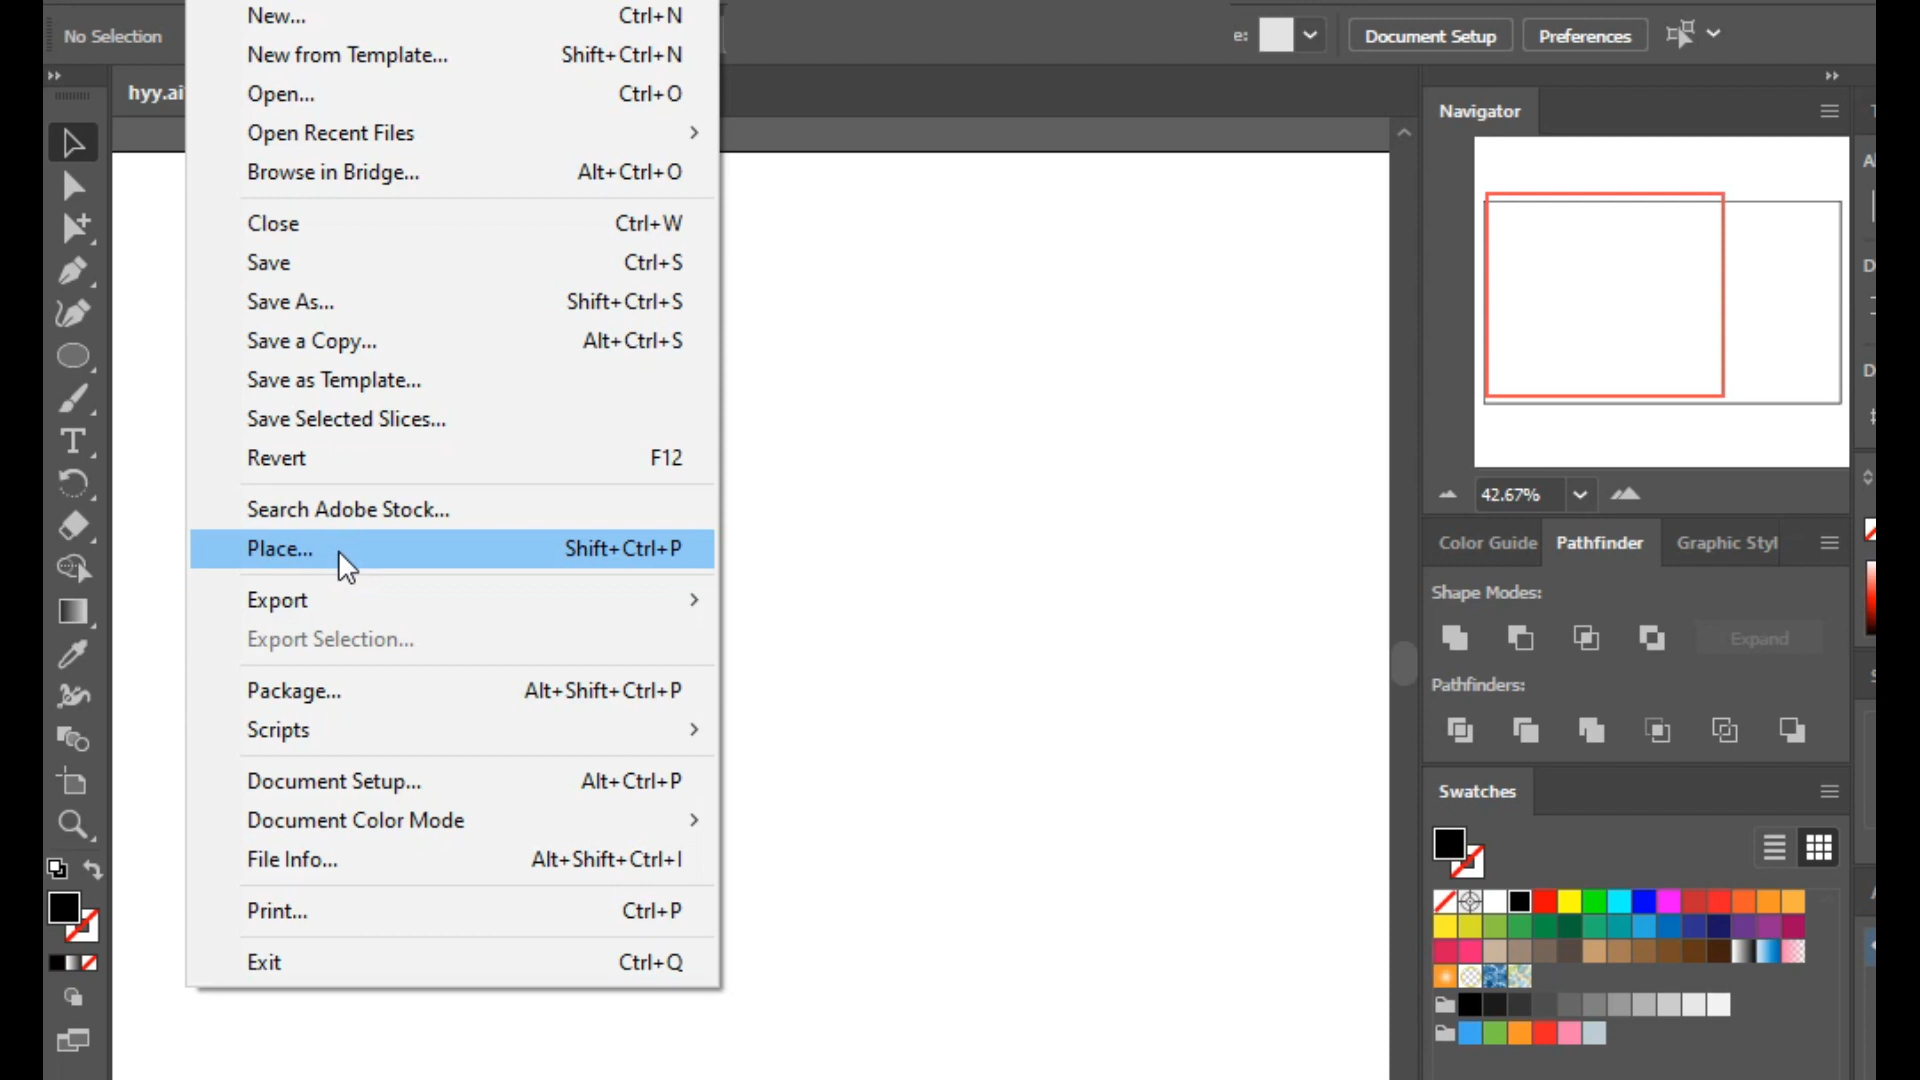 New... Ctrl+N
No Selection
e:
Document Setup
Preferences
New from Template... Shift+Ctrl+N
hyy.ai
Open... Ctrl+O
Navigator
Open Recent Files
Browse in Bridge... Alt+Ctrl+O
Close Ctrl+W
Save Ctrl+S
Save As... Shift+Ctrl+S
Save a Copy... Alt+Ctrl+S
Save as Template...
Save Selected Slices...
Revert F12
42.67%
Search Adobe Stock...
Place... Shift+Ctrl+P
Color Guide Pathfinder Graphic Styl
Shape Modes:
Export
Export Selection...
Expand
Pathfinders:
Package... Alt+Shift+Ctrl+P
Scripts
Document Setup... Alt+Ctrl+P
Swatches
Document Color Mode
File Info... Alt+Shift+Ctrl+I
Print... Ctrl+P
Exit Ctrl+Q